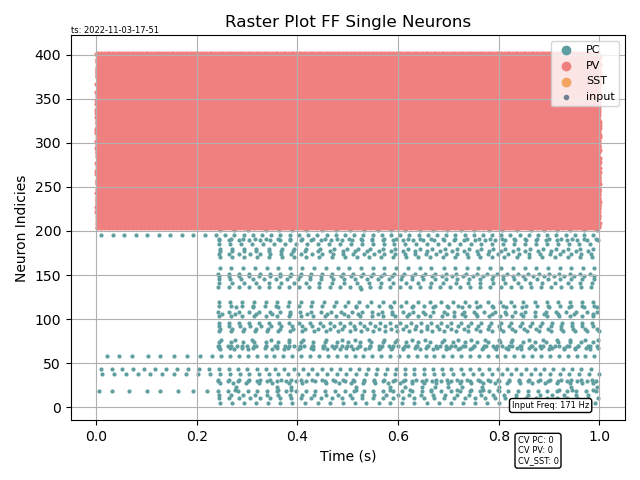 Raster Plot FF Single Neurons
ts: 2022-11-03-17-51
PC
PV
SST
input
400
350
300
250
200
150
100
50
0
Neuron Indicies
Input Freq: 171 Hz
0.0 0.2 0.4 0.6 0.8 1.0
Time (s)
CV PC: 0
CV PV: 0
CV_SST: 0